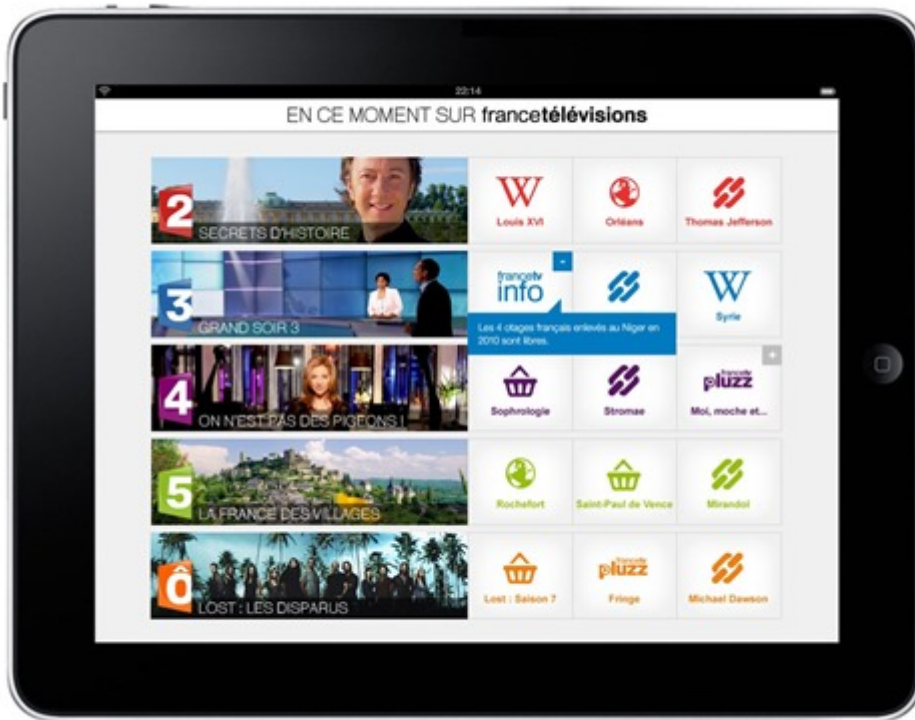 22:14
EN CE MOMENT SUR francetélévisions
2
SECRETS D'HISTOIRE
W
Louis XVI
Orléans
Thomas Jefferson
3
GRAND SOIR 3
francetv
info
-
W
Syrie
Les 4 otages français enlevés au Niger en
2010 sont libres.
4
ON N'EST PAS DES PIGEONS !
Sophrologie
Stromae
+
francetv
pluzz
Moi, moche et...
5
LA FRANCE DES VILLAGES
Rochefort
Saint-Paul de Vence
Mirandol
Ô
LOST : LES DISPARUS
Lost : Saison 7
francetv
pluzz
Fringe
Michael Dawson